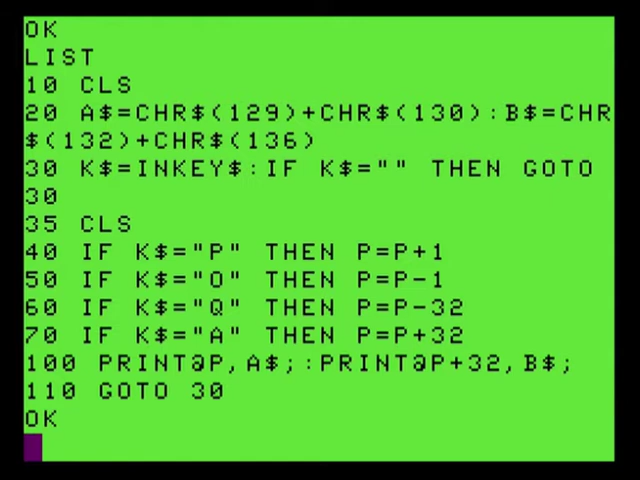 OK
LIST
10 CLS
20 A$=CHR$(129)+CHR$(130):B$=CHR
$(132)+CHR$(136)
30 K$=INKEY$:IF K$="" THEN GOTO
30
35 CLS
40 IF K$="P" THEN P=P+1
50 IF K$="O" THEN P=P-1
60 IF K$="Q" THEN P=P-32
70 IF K$="A" THEN P=P+32
100 PRINT@P,A$;:PRINT@P+32,B$;
110 GOTO 30
OK